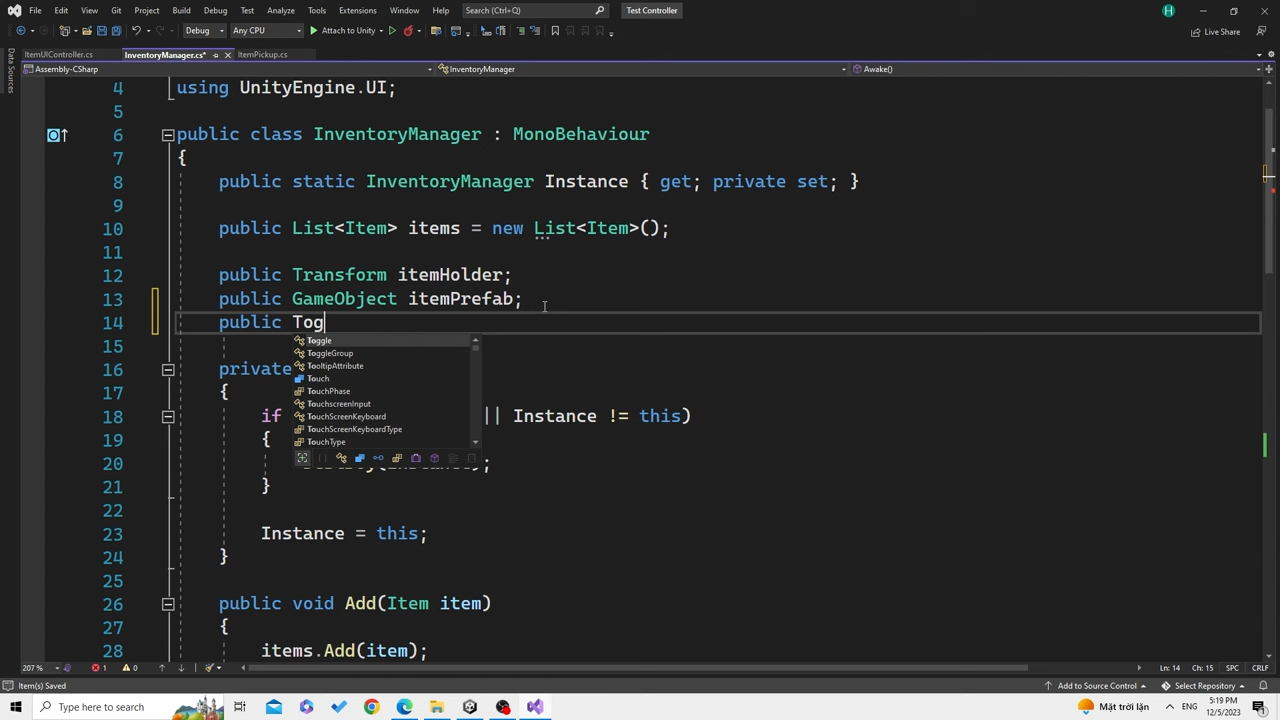 File Edit View Git Project Build Debug Test Analyze Tools Extensions Window Help Search (Ctrl+Q) Test Controller H
Debug Any CPU Attach to Unity Live Share
ItemUIController.cs InventoryManager.cs* ItemPickup.cs
Data Sources
Assembly-CSharp InventoryManager Awake()
4 using UnityEngine.UI;
5
6 public class InventoryManager : MonoBehaviour
7 {
8 public static InventoryManager Instance { get; private set; }
9
10 public List<Item> items = new List<Item>();
11
12 public Transform itemHolder;
13 public GameObject itemPrefab;
14 public Tog
15
Toggle
ToggleGroup
TooltipAttribute
Touch
TouchPhase
TouchscreenInput
TouchScreenKeyboard
TouchScreenKeyboardType
TouchType
16 private
17 {
18 if || Instance != this)
19 {
20 ;
21 }
22
23 Instance = this;
24 }
25
26 public void Add(Item item)
27 {
28 items.Add(item);
207 % 1 0 Ln: 14 Ch: 15 SPC CRLF
Item(s) Saved Add to Source Control Select Repository
Type here to search Mặt trời ENG 5:19 PM
12/5/2023